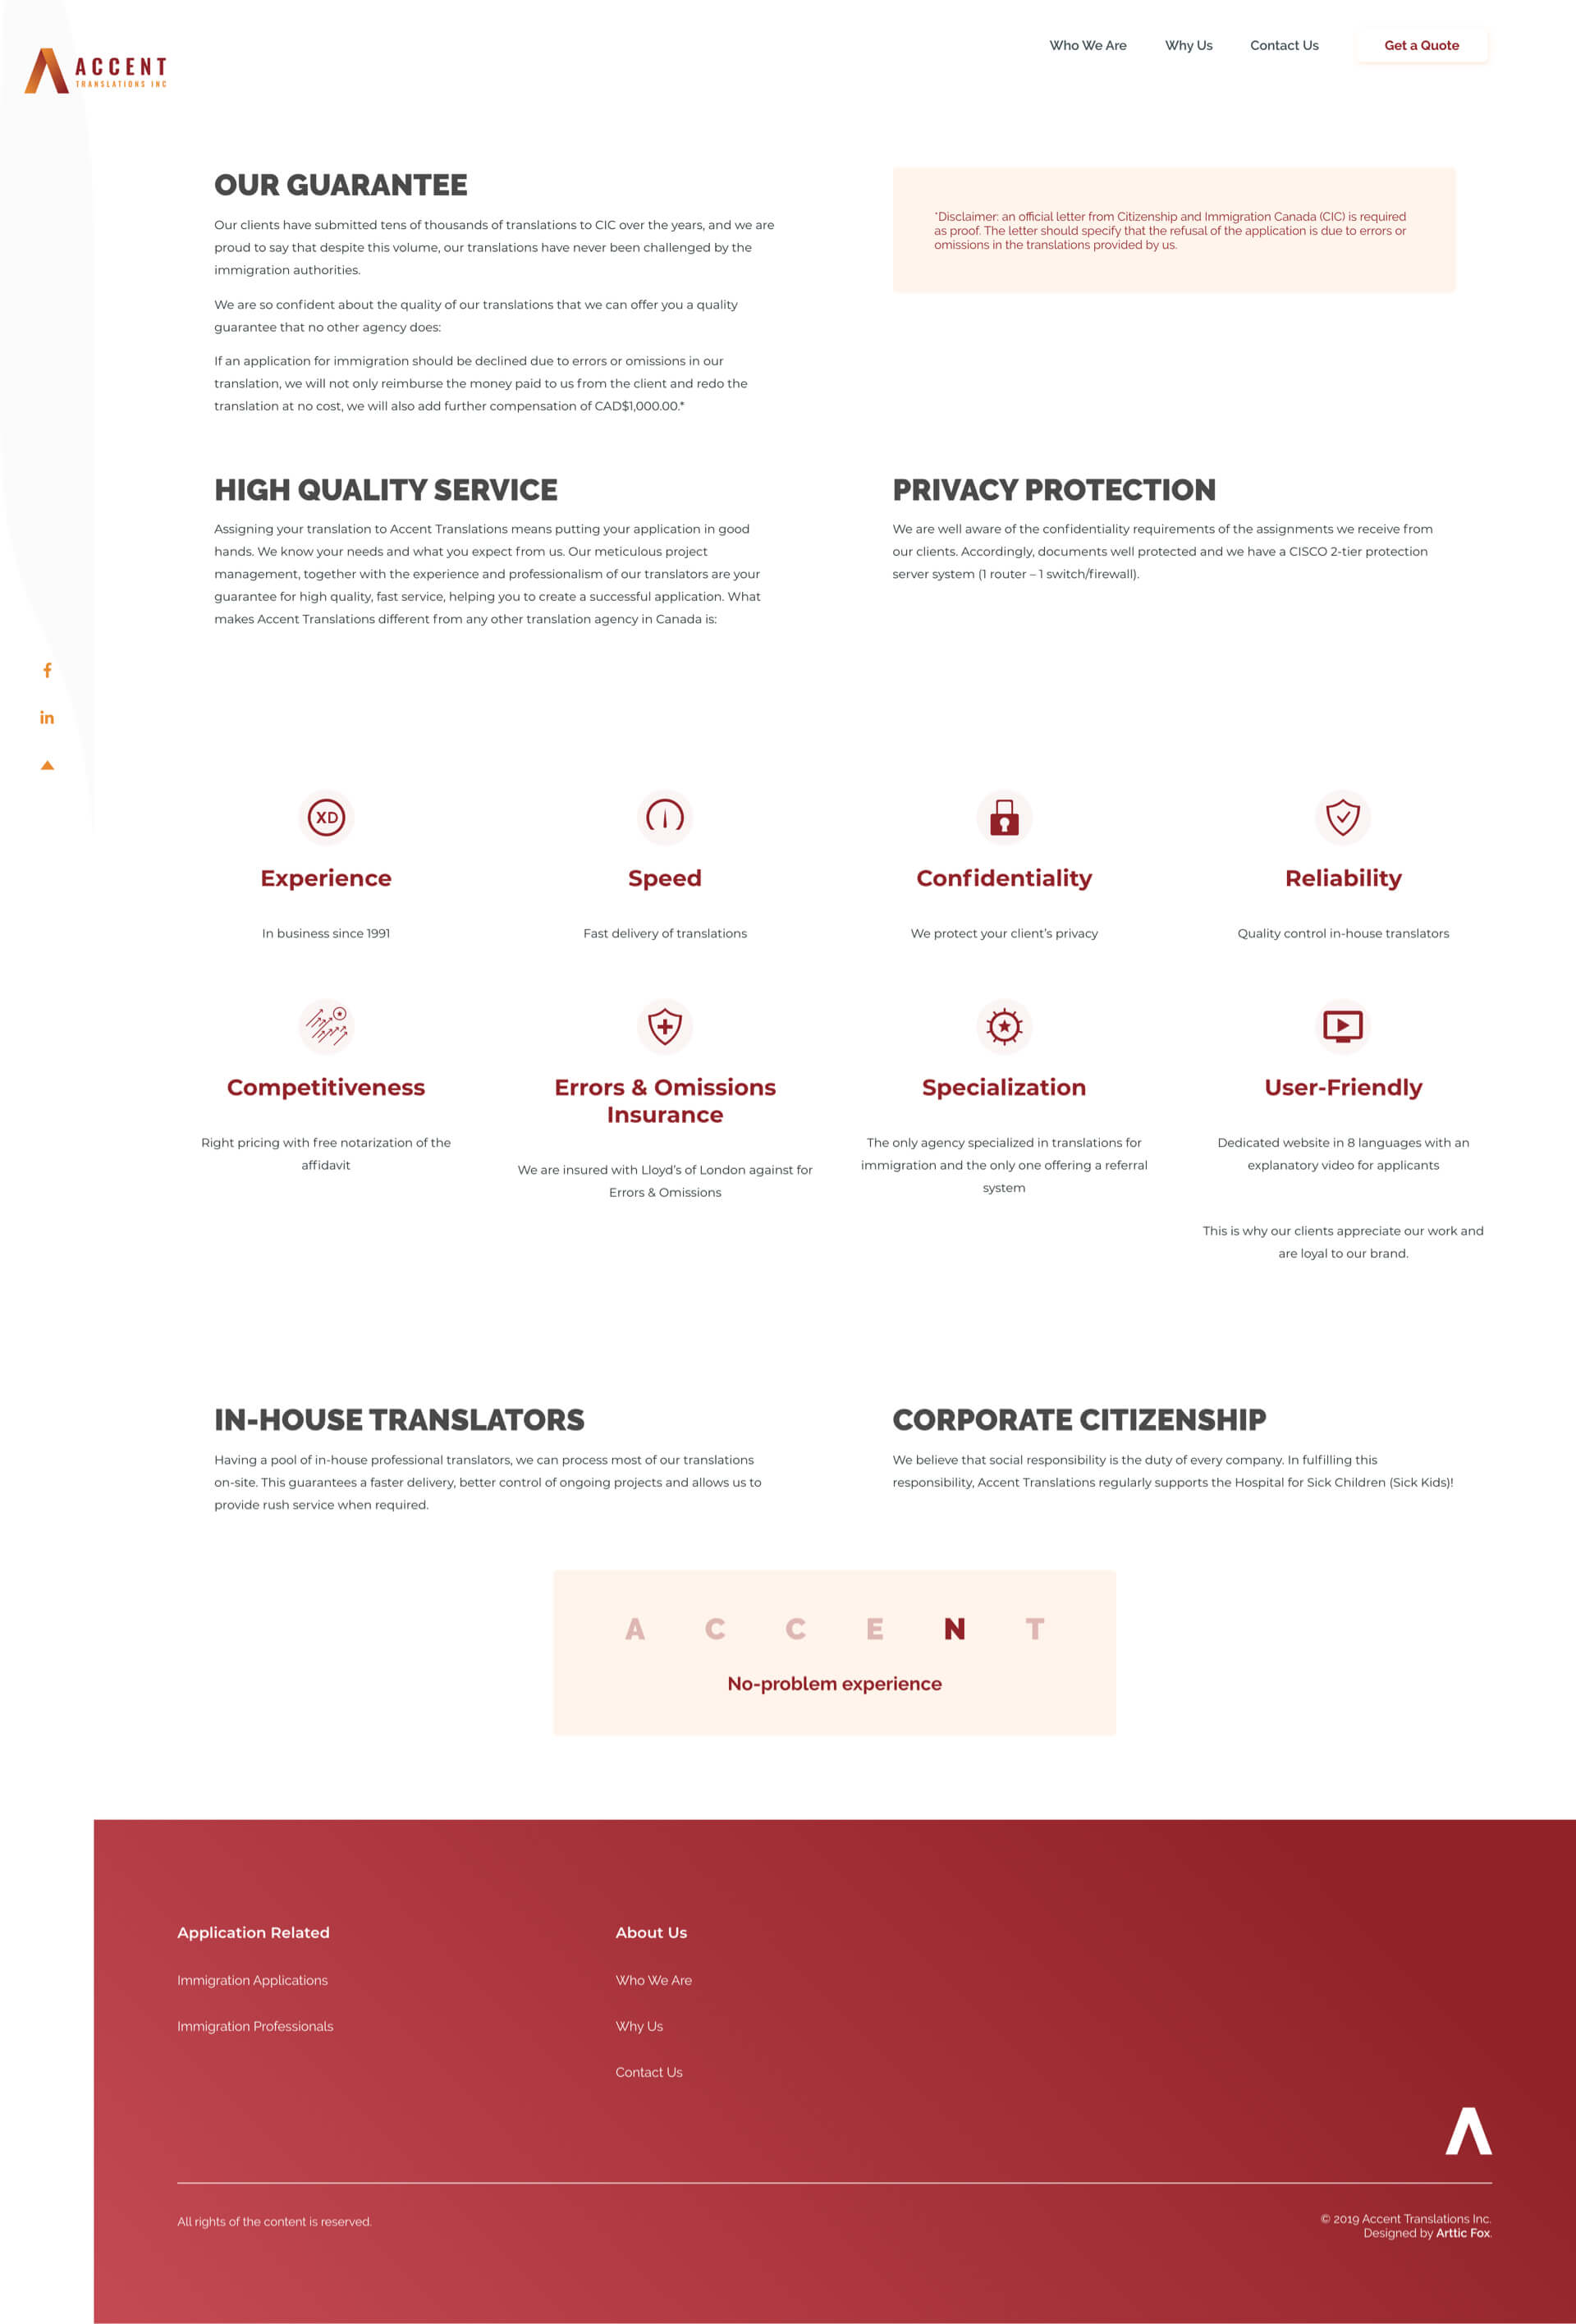 ACCENT
TRANSLATIONS INC
Who We Are
Why Us
Contact Us
Get a Quote
OUR GUARANTEE
Our clients have submitted tens of thousands of translations to CIC over the years, and we are
proud to say that despite this volume, our translations have never been challenged by the
immigration authorities.
We are so confident about the quality of our translations that we can offer you a quality
guarantee that no other agency does:
If an application for immigration should be declined due to errors or omissions in our
translation, we will not only reimburse the money paid to us from the client and redo the
translation at no cost, we will also add further compensation of CAD$1,000.00.*
*Disclaimer: an official letter from Citizenship and Immigration Canada (CIC) is required
as proof. The letter should specify that the refusal of the application is due to errors or
omissions in the translations provided by us.
HIGH QUALITY SERVICE
Assigning your translation to Accent Translations means putting your application in good
hands. We know your needs and what you expect from us. Our meticulous project
management, together with the experience and professionalism of our translators are your
guarantee for high quality, fast service, helping you to create a successful application. What
makes Accent Translations different from any other translation agency in Canada is:
PRIVACY PROTECTION
We are well aware of the confidentiality requirements of the assignments we receive from
our clients. Accordingly, documents well protected and we have a CISCO 2-tier protection
server system (1 router – 1 switch/firewall).
f
in
XD
Experience
In business since 1991
Speed
Fast delivery of translations
Confidentiality
We protect your client's privacy
Reliability
Quality control in-house translators
Competitiveness
Right pricing with free notarization of the
affidavit
Errors & Omissions
Insurance
We are insured with Lloyd's of London against for
Errors & Omissions
Specialization
The only agency specialized in translations for
immigration and the only one offering a referral
system
User-Friendly
Dedicated website in 8 languages with an
explanatory video for applicants
This is why our clients appreciate our work and
are loyal to our brand.
IN-HOUSE TRANSLATORS
Having a pool of in-house professional translators, we can process most of our translations
on-site. This guarantees a faster delivery, better control of ongoing projects and allows us to
provide rush service when required.
CORPORATE CITIZENSHIP
We believe that social responsibility is the duty of every company. In fulfilling this
responsibility, Accent Translations regularly supports the Hospital for Sick Children (Sick Kids)!
A C C E N T
No-problem experience
Application Related
Immigration Applications
Immigration Professionals
About Us
Who We Are
Why Us
Contact Us
All rights of the content is reserved.
© 2019 Accent Translations Inc.
Designed by Arttic Fox.